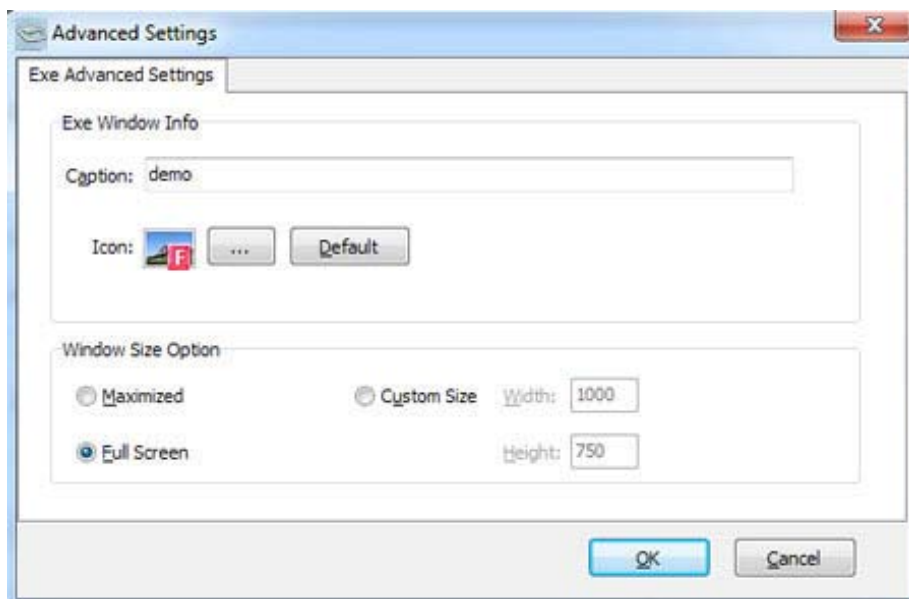 Advanced Settings
Exe Advanced Settings
Exe Window Info
Caption: demo
Icon: F ... Default
Window Size Option
Maximized Custom Size Width: 1000
Full Screen Height: 750
OK Cancel